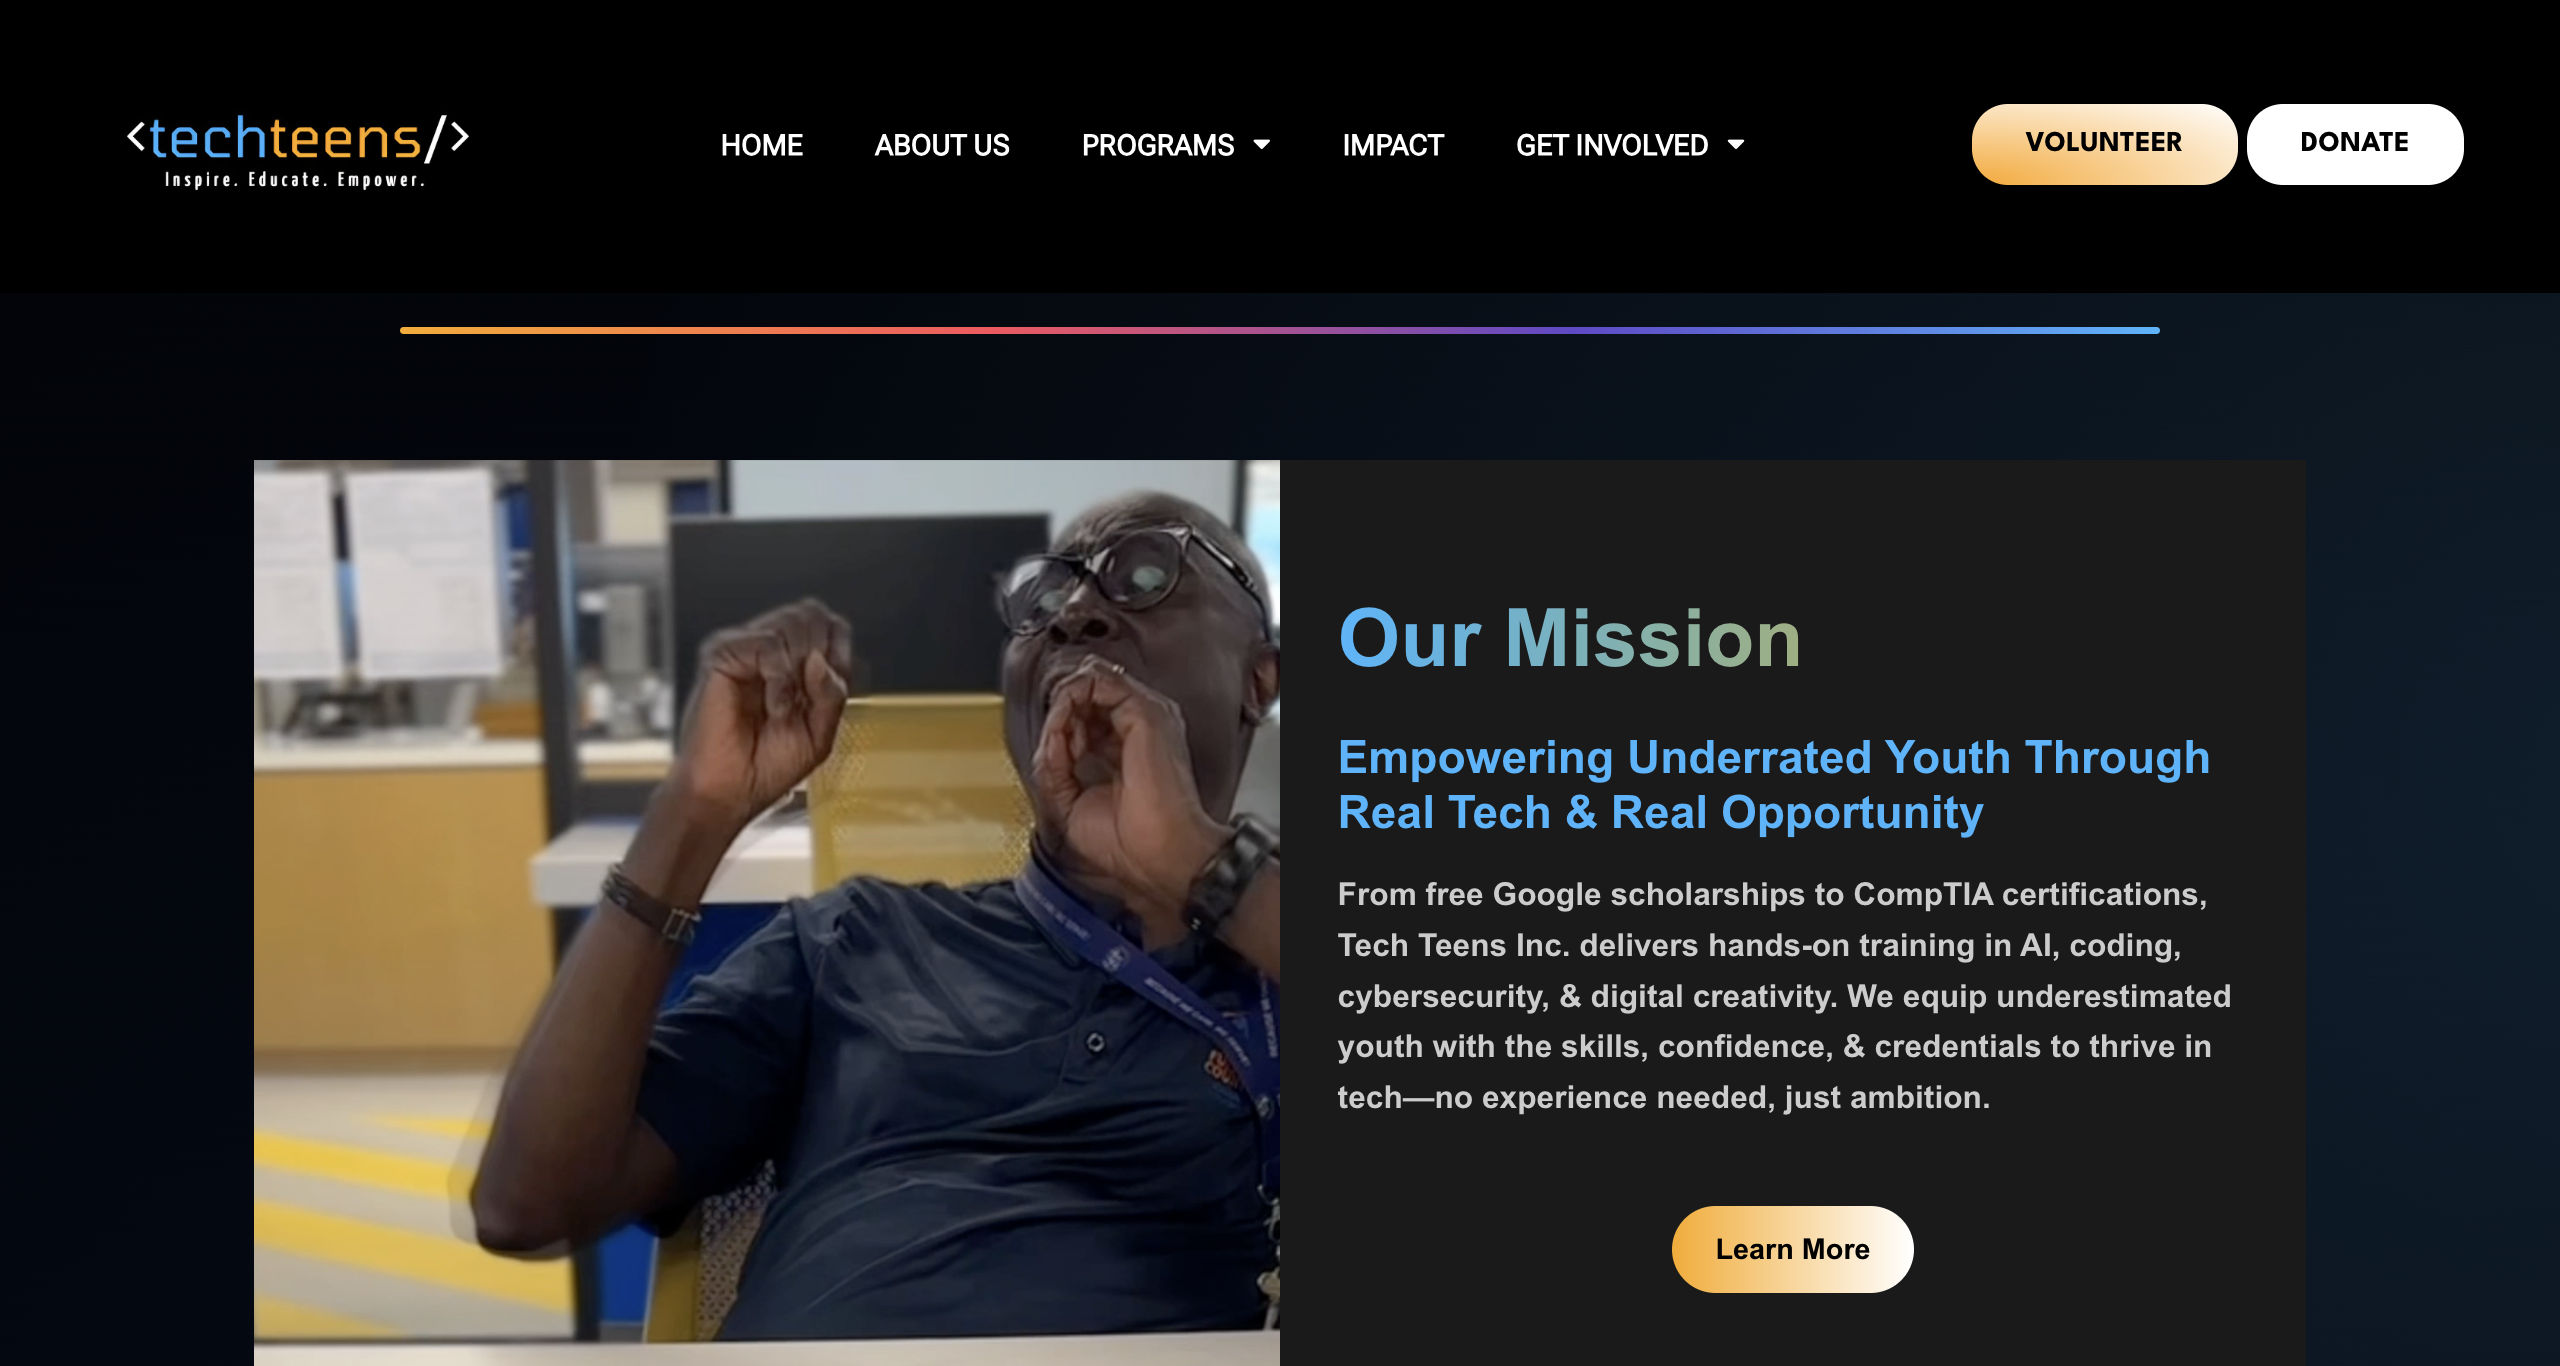 <techteens/>
Inspire. Educate. Empower.
HOME
ABOUT US
PROGRAMS
IMPACT
GET INVOLVED
VOLUNTEER
DONATE
Our Mission
Empowering Underrated Youth Through
Real Tech & Real Opportunity
From free Google scholarships to CompTIA certifications,
Tech Teens Inc. delivers hands-on training in AI, coding,
cybersecurity, & digital creativity. We equip underestimated
youth with the skills, confidence, & credentials to thrive in
tech—no experience needed, just ambition.
Learn More